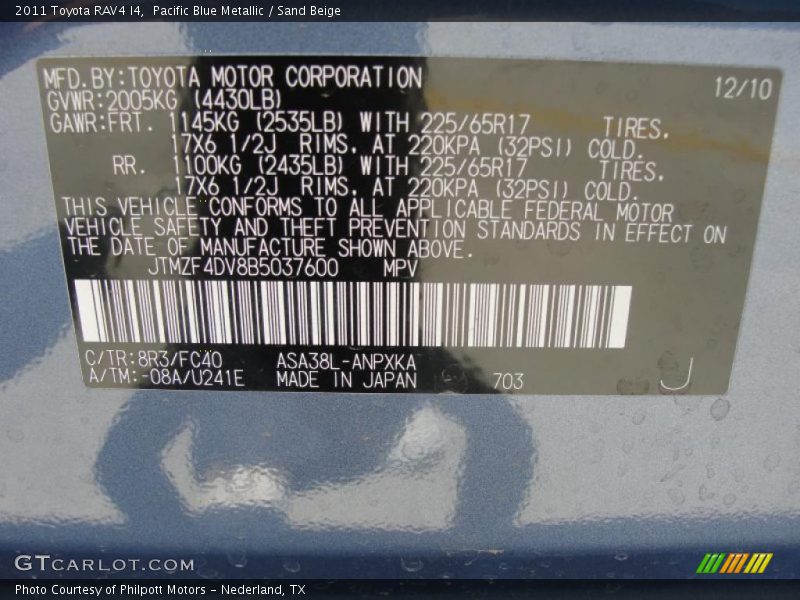 2011 Toyota RAV4 I4,  Pacific Blue Metallic / Sand Beige
MFD.BY:TOYOTA MOTOR CORPORATION 12/10
GVWR:2005KG (4430LB)
GAWR:FRT. 1145KG (2535LB) WITH 225/65R17 TIRES,
17X6 1/2J RIMS, AT 220KPA (32PSI) COLD.
RR. 1100KG (2435LB) WITH 225/65R17 TIRES,
17X6 1/2J RIMS, AT 220KPA (32PSI) COLD.
THIS VEHICLE CONFORMS TO ALL APPLICABLE FEDERAL MOTOR
VEHICLE SAFETY AND THEFT PREVENTION STANDARDS IN EFFECT ON
THE DATE OF MANUFACTURE SHOWN ABOVE.
JTMZF4DV8B5037600 MPV
C/TR:8R3/FC40 ASA38L-ANPXKA
A/TM:-08A/U241E MADE IN JAPAN 703 J
GTCARLOT.COM
Photo Courtesy of Philpott Motors – Nederland, TX